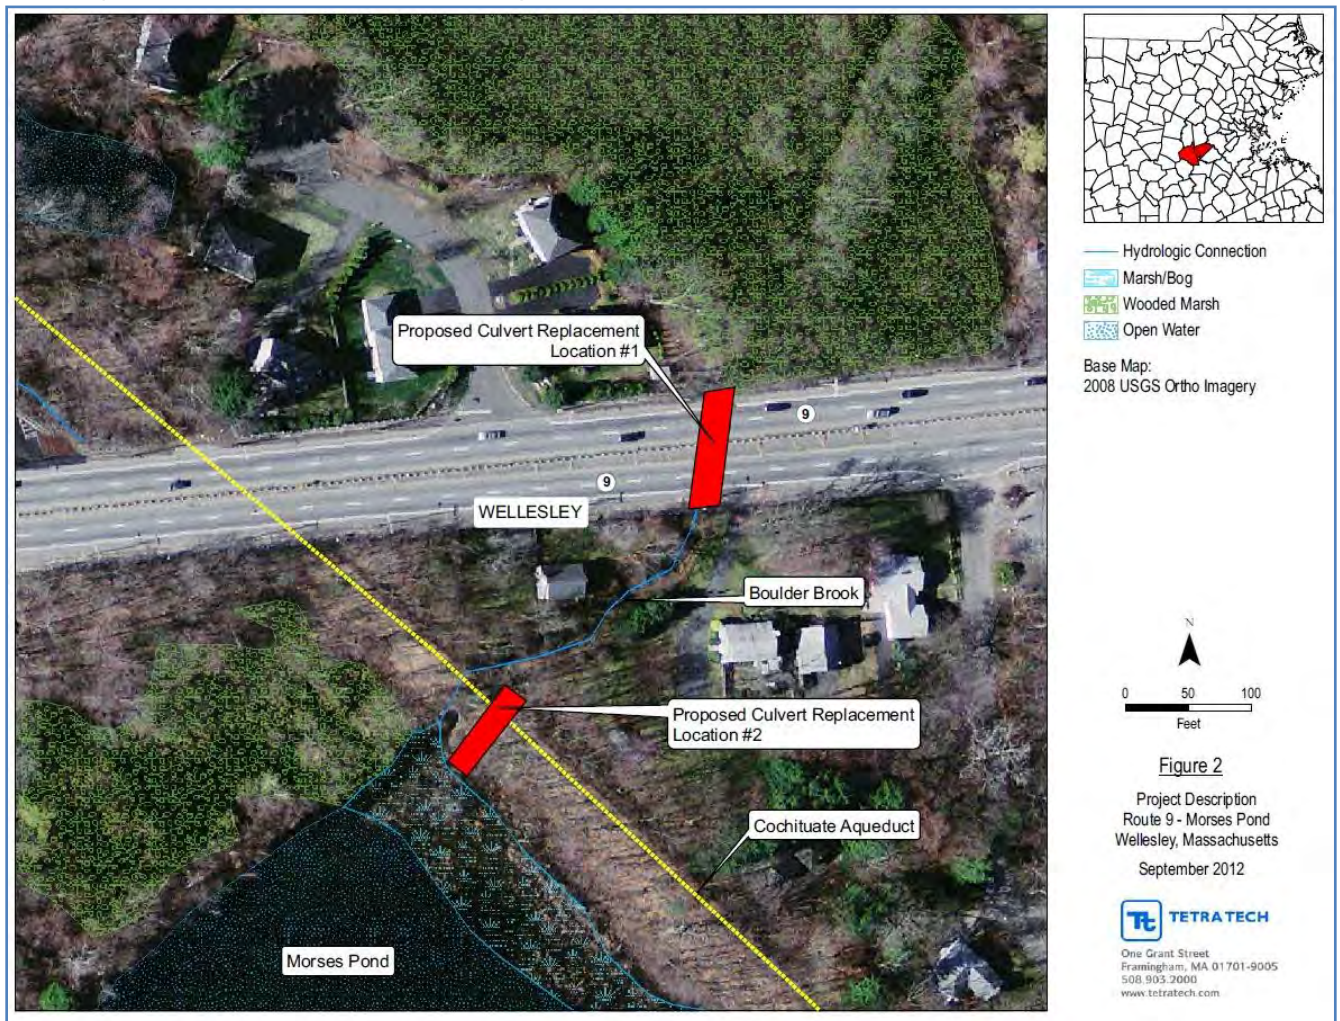 Proposed Culvert Replacement
Location #1
9
9
WELLESLEY
Boulder Brook
Proposed Culvert Replacement
Location #2
Cochituate Aqueduct
Morses Pond
Hydrologic Connection
Marsh/Bog
Wooded Marsh
Open Water
Base Map:
2008 USGS Ortho Imagery
N
0 50 100
Feet
Figure 2
Project Description
Route 9 - Morses Pond
Wellesley, Massachusetts
September 2012
Tt TETRA TECH
One Grant Street
Framingham, MA 01701-9005
508.903.2000
www.tetratech.com